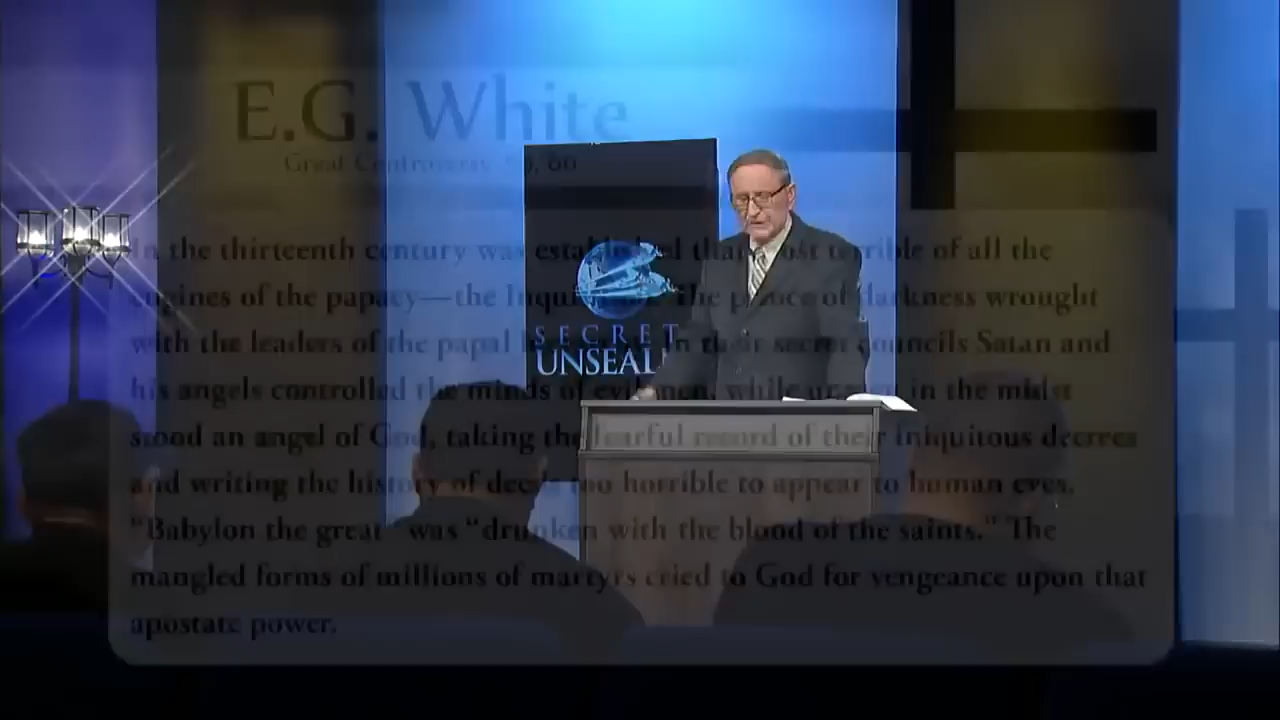 E.G. White
Great Controversy, 59, 60
In the thirteenth century was established that most terrible of all the
engines of the papacy—the Inquisition. The prince of darkness wrought
with the leaders of the papal In their secret councils Satan and
his angels controlled the minds of evil men, while unseen in the midst
stood an angel of God, taking the fearful record of their iniquitous decrees
and writing the history of deeds too horrible to appear to human eyes.
"Babylon the great" was "drunken with the blood of the saints." The
mangled forms of millions of martyrs cried to God for vengeance upon that
apostate power.
SECRET
UNSEAL